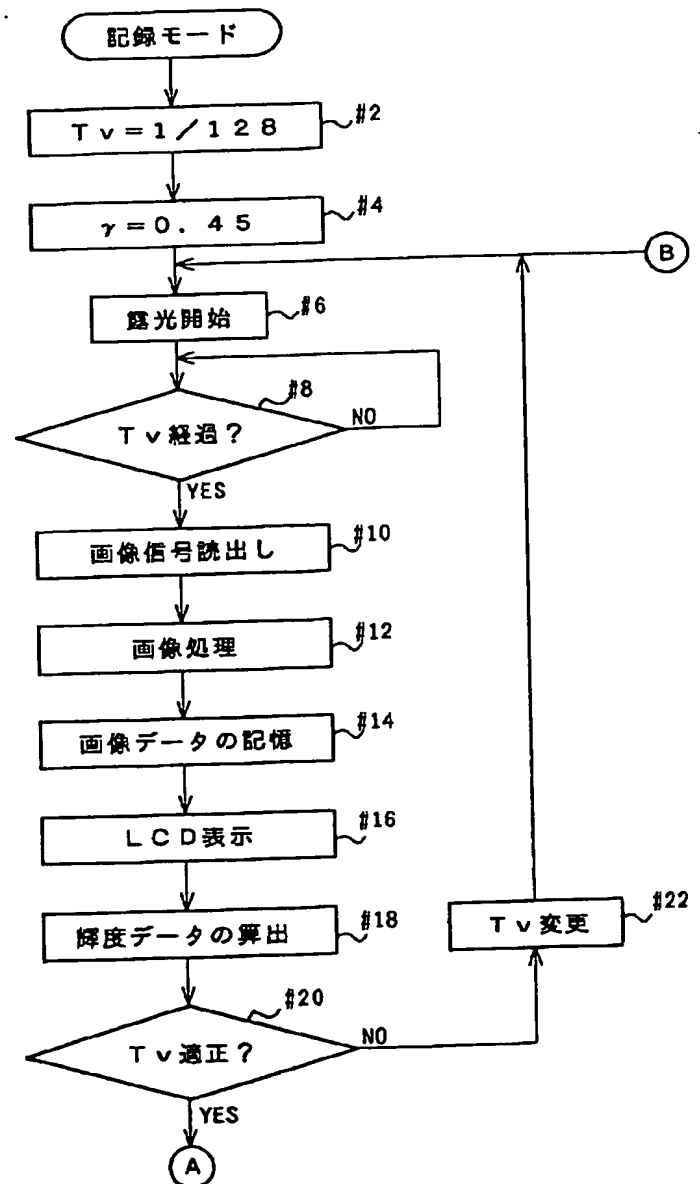 記録モード
Tv=1/128
#2
γ=0.45
#4
B
露光開始
#6
#8
Tv経過?
NO
YES
画像信号読出し
#10
画像処理
#12
画像データの記憶
#14
LCD表示
#16
輝度データの算出
#18
Tv変更
#22
#20
Tv適正?
NO
YES
A